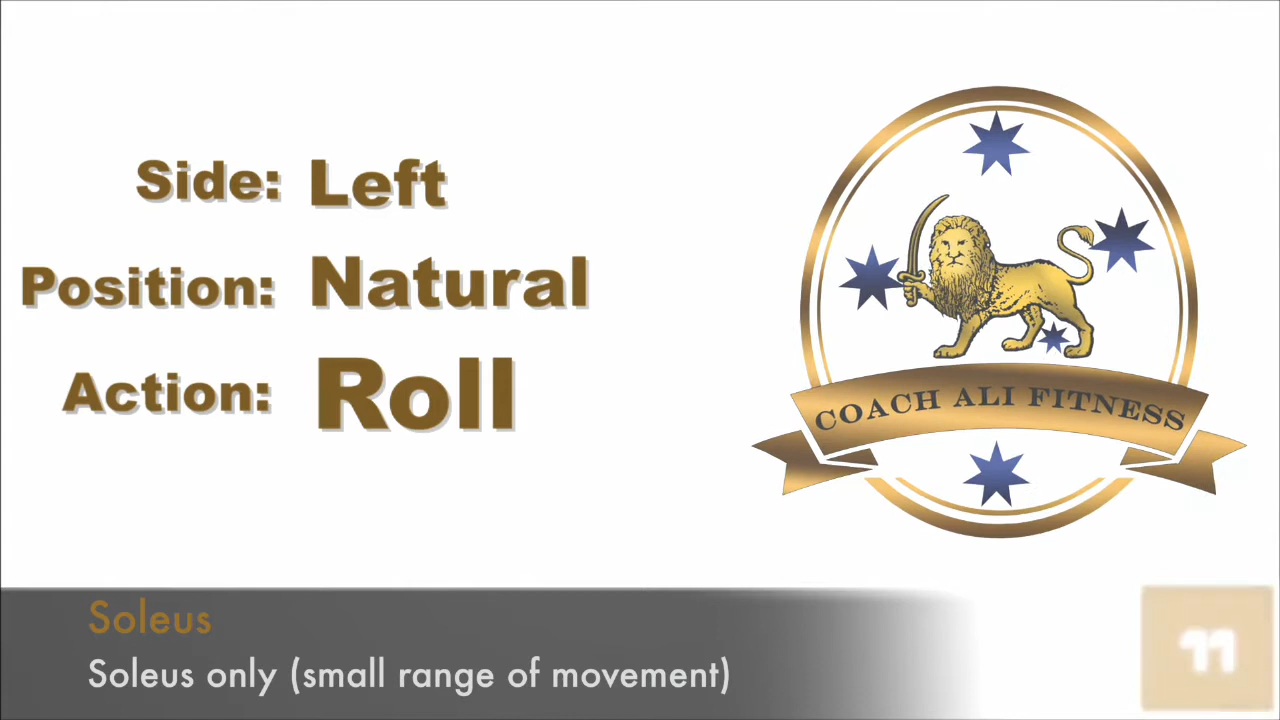 Side: Left
Position: Natural
Action: Roll
COACH ALI FITNESS
Soleus
Soleus only (small range of movement)
11